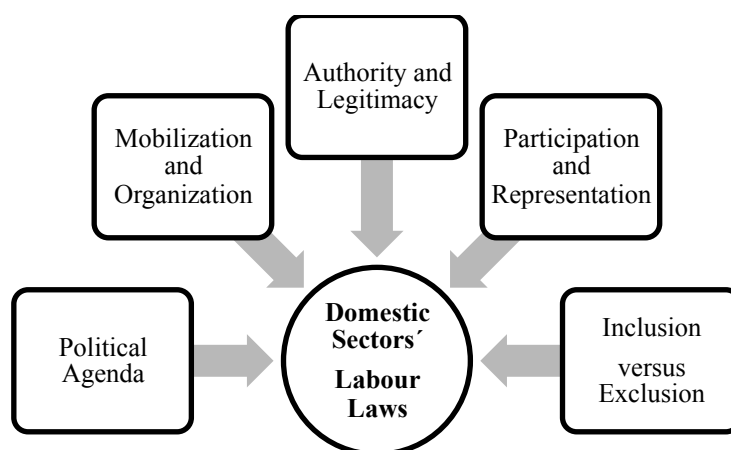 Authority and
Legitimacy
Mobilization
and
Organization
Participation
and
Representation
Political
Agenda
Domestic
Sectors´
Labour
Laws
Inclusion
versus
Exclusion